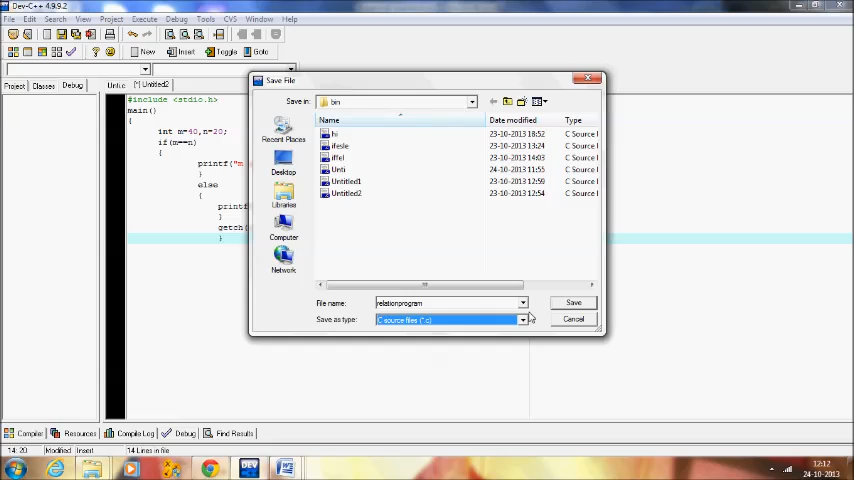 Dev-C++ 4.9.9.2
File Edit Search View Project Execute Debug Tools CVS Window Help
New Insert Toggle Goto
Project Classes Debug
[*] Untitled2
#include <stdio.h>
main()
{
int m=40,n=20;
if(m==n)
{
printf("m
}
else
{
printf
}
getch(
}
Save File
Save in: bin
Name Date modified Type
hi 23-10-2013 18:52 C Source
ifesle 23-10-2013 13:24 C Source
iffel 23-10-2013 14:03 C Source
Unti 24-10-2013 11:55 C Source
Untitled1 23-10-2013 12:59 C Source
Untitled2 23-10-2013 12:54 C Source
Recent Places
Desktop
Libraries
Computer
Network
File name: relationprogram Save
Save as type: C source files (*.c) Cancel
Compiler Resources Compile Log Debug Find Results
14: 20 Modified Insert 14 Lines in file
12:12
24-10-2013